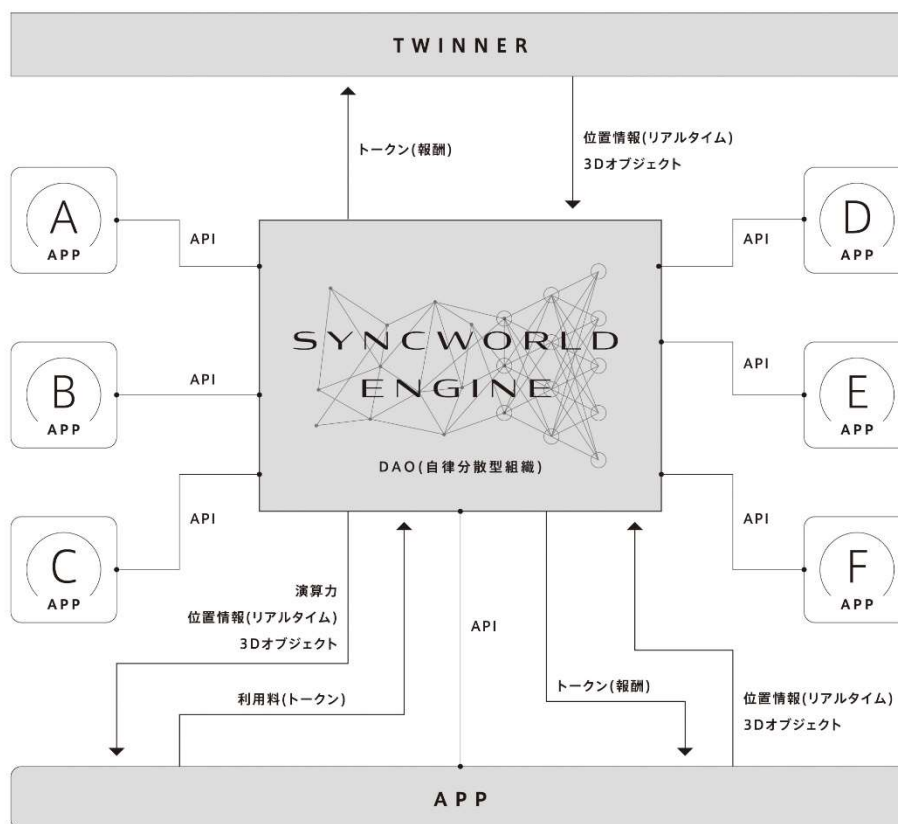 TWINNER
トークン(報酬)
位置情報(リアルタイム)
3Dオブジェクト
A
APP
API
D
APP
API
SYNCWORLD
ENGINE
DAO(自律分散型組織)
B
APP
API
E
APP
API
C
APP
API
F
APP
API
演算力
位置情報(リアルタイム)
3Dオブジェクト
利用料(トークン)
API
トークン(報酬)
位置情報(リアルタイム)
3Dオブジェクト
APP